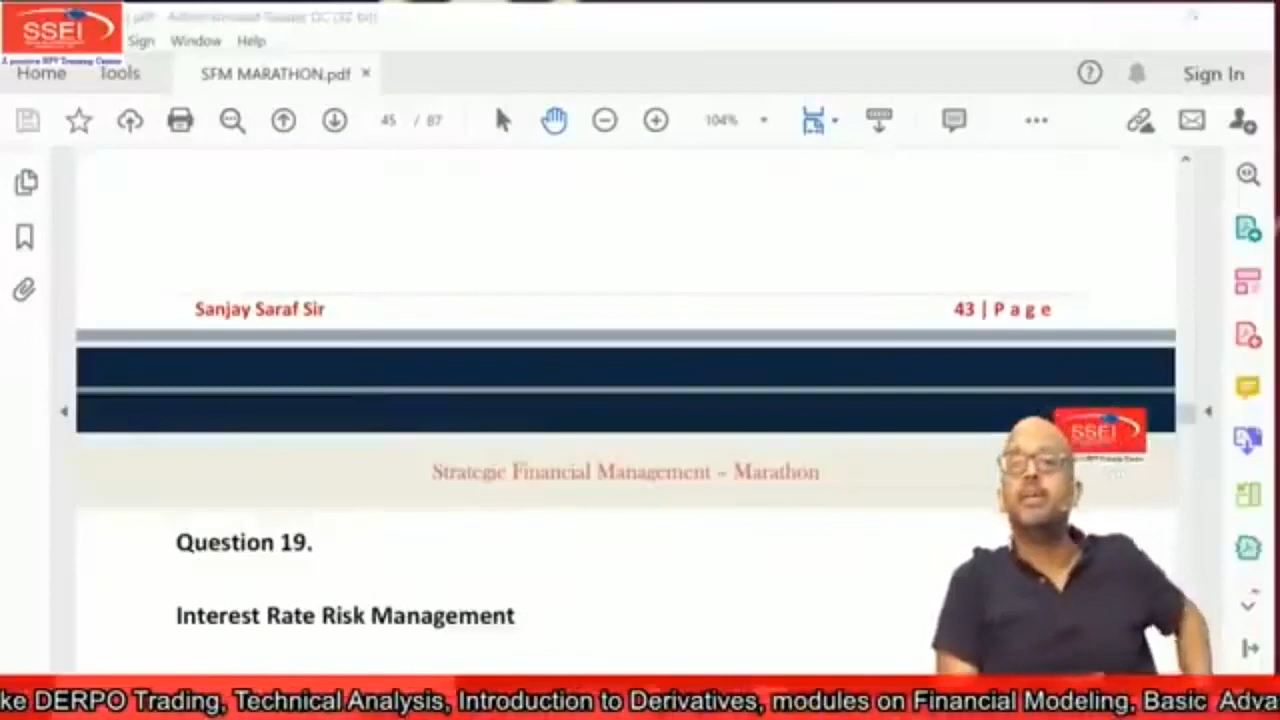 SSEI
Sign Window Help
Home Tools SFM MARATHON.pdf × Sign In
45 / 87 104%
Sanjay Saraf Sir 43 | P a g e
SSEI
Strategic Financial Management – Marathon
Question 19.
Interest Rate Risk Management
ke DERPO Trading, Technical Analysis, Introduction to Derivatives, modules on Financial Modeling, Basic Adva